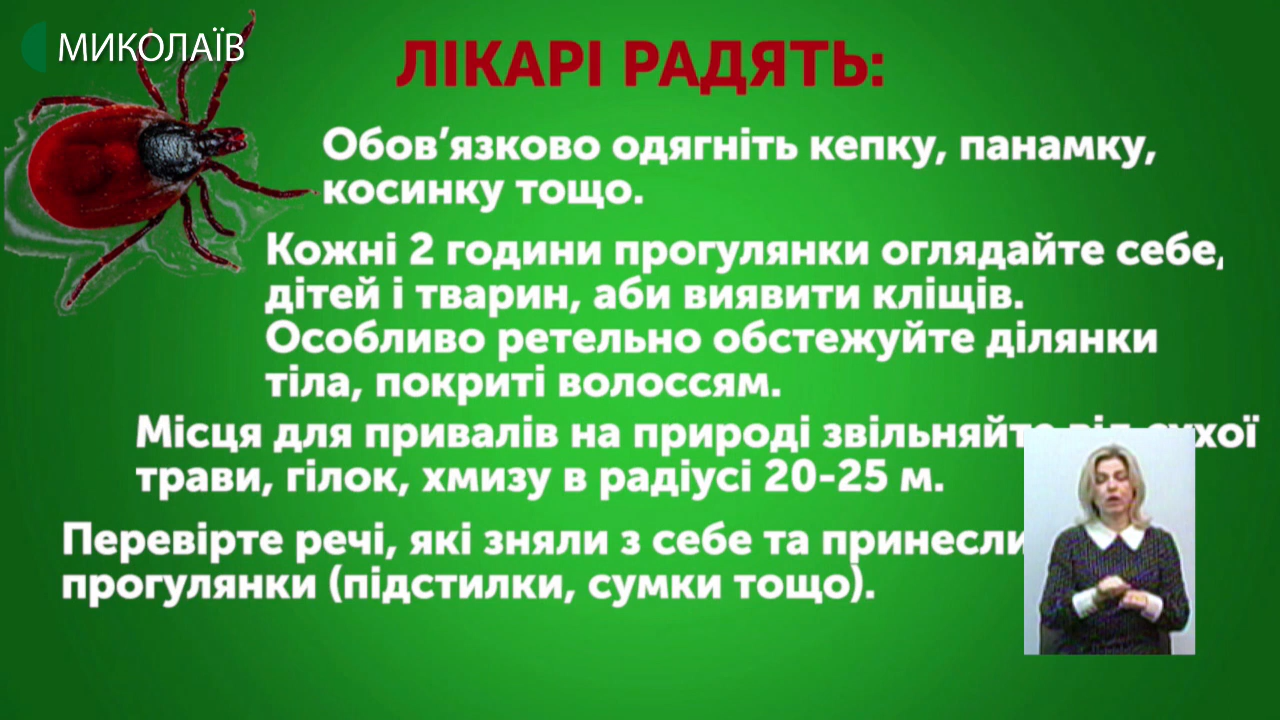 МИКОЛАЇВ
ЛІКАРІ РАДЯТЬ:
Обов’язково одягніть кепку, панамку,
косинку тощо.
Кожні 2 години прогулянки оглядайте себе,
дітей і тварин, аби виявити кліщів.
Особливо ретельно обстежуйте ділянки
тіла, покриті волоссям.
Місця для привалів на природі звільняйте від сухої
трави, гілок, хмизу в радіусі 20-25 м.
Перевірте речі, які зняли з себе та принесли
прогулянки (підстилки, сумки тощо).